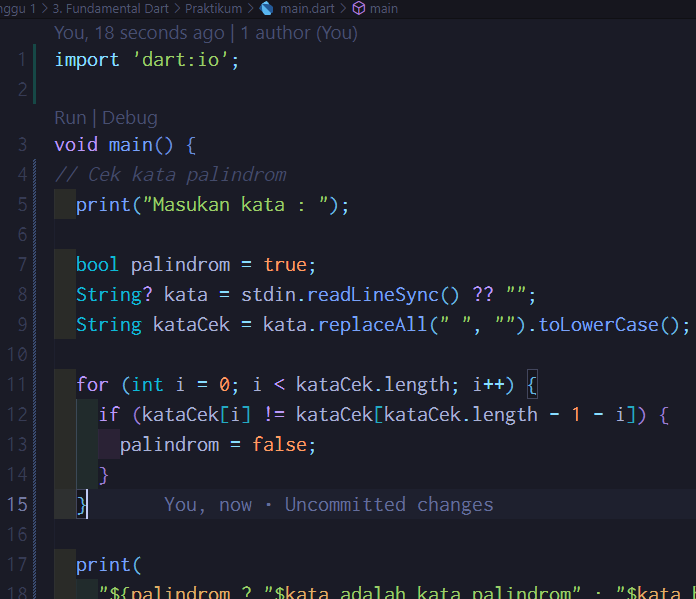 nggu 1 > 3. Fundamental Dart > Praktikum > main.dart > main
You, 18 seconds ago | 1 author (You)
1 import 'dart:io';
2
Run | Debug
3 void main() {
4 // Cek kata palindrom
5 print("Masukan kata : ");
6
7 bool palindrom = true;
8 String? kata = stdin.readLineSync() ?? "";
9 String kataCek = kata.replaceAll(" ", "").toLowerCase();
10
11 for (int i = 0; i < kataCek.length; i++) {
12 if (kataCek[i] != kataCek[kataCek.length - 1 - i]) {
13 palindrom = false;
14 }
15 } You, now • Uncommitted changes
16
17 print(
18 "${palindrom ? "$kata adalah kata palindrom" : "$kata